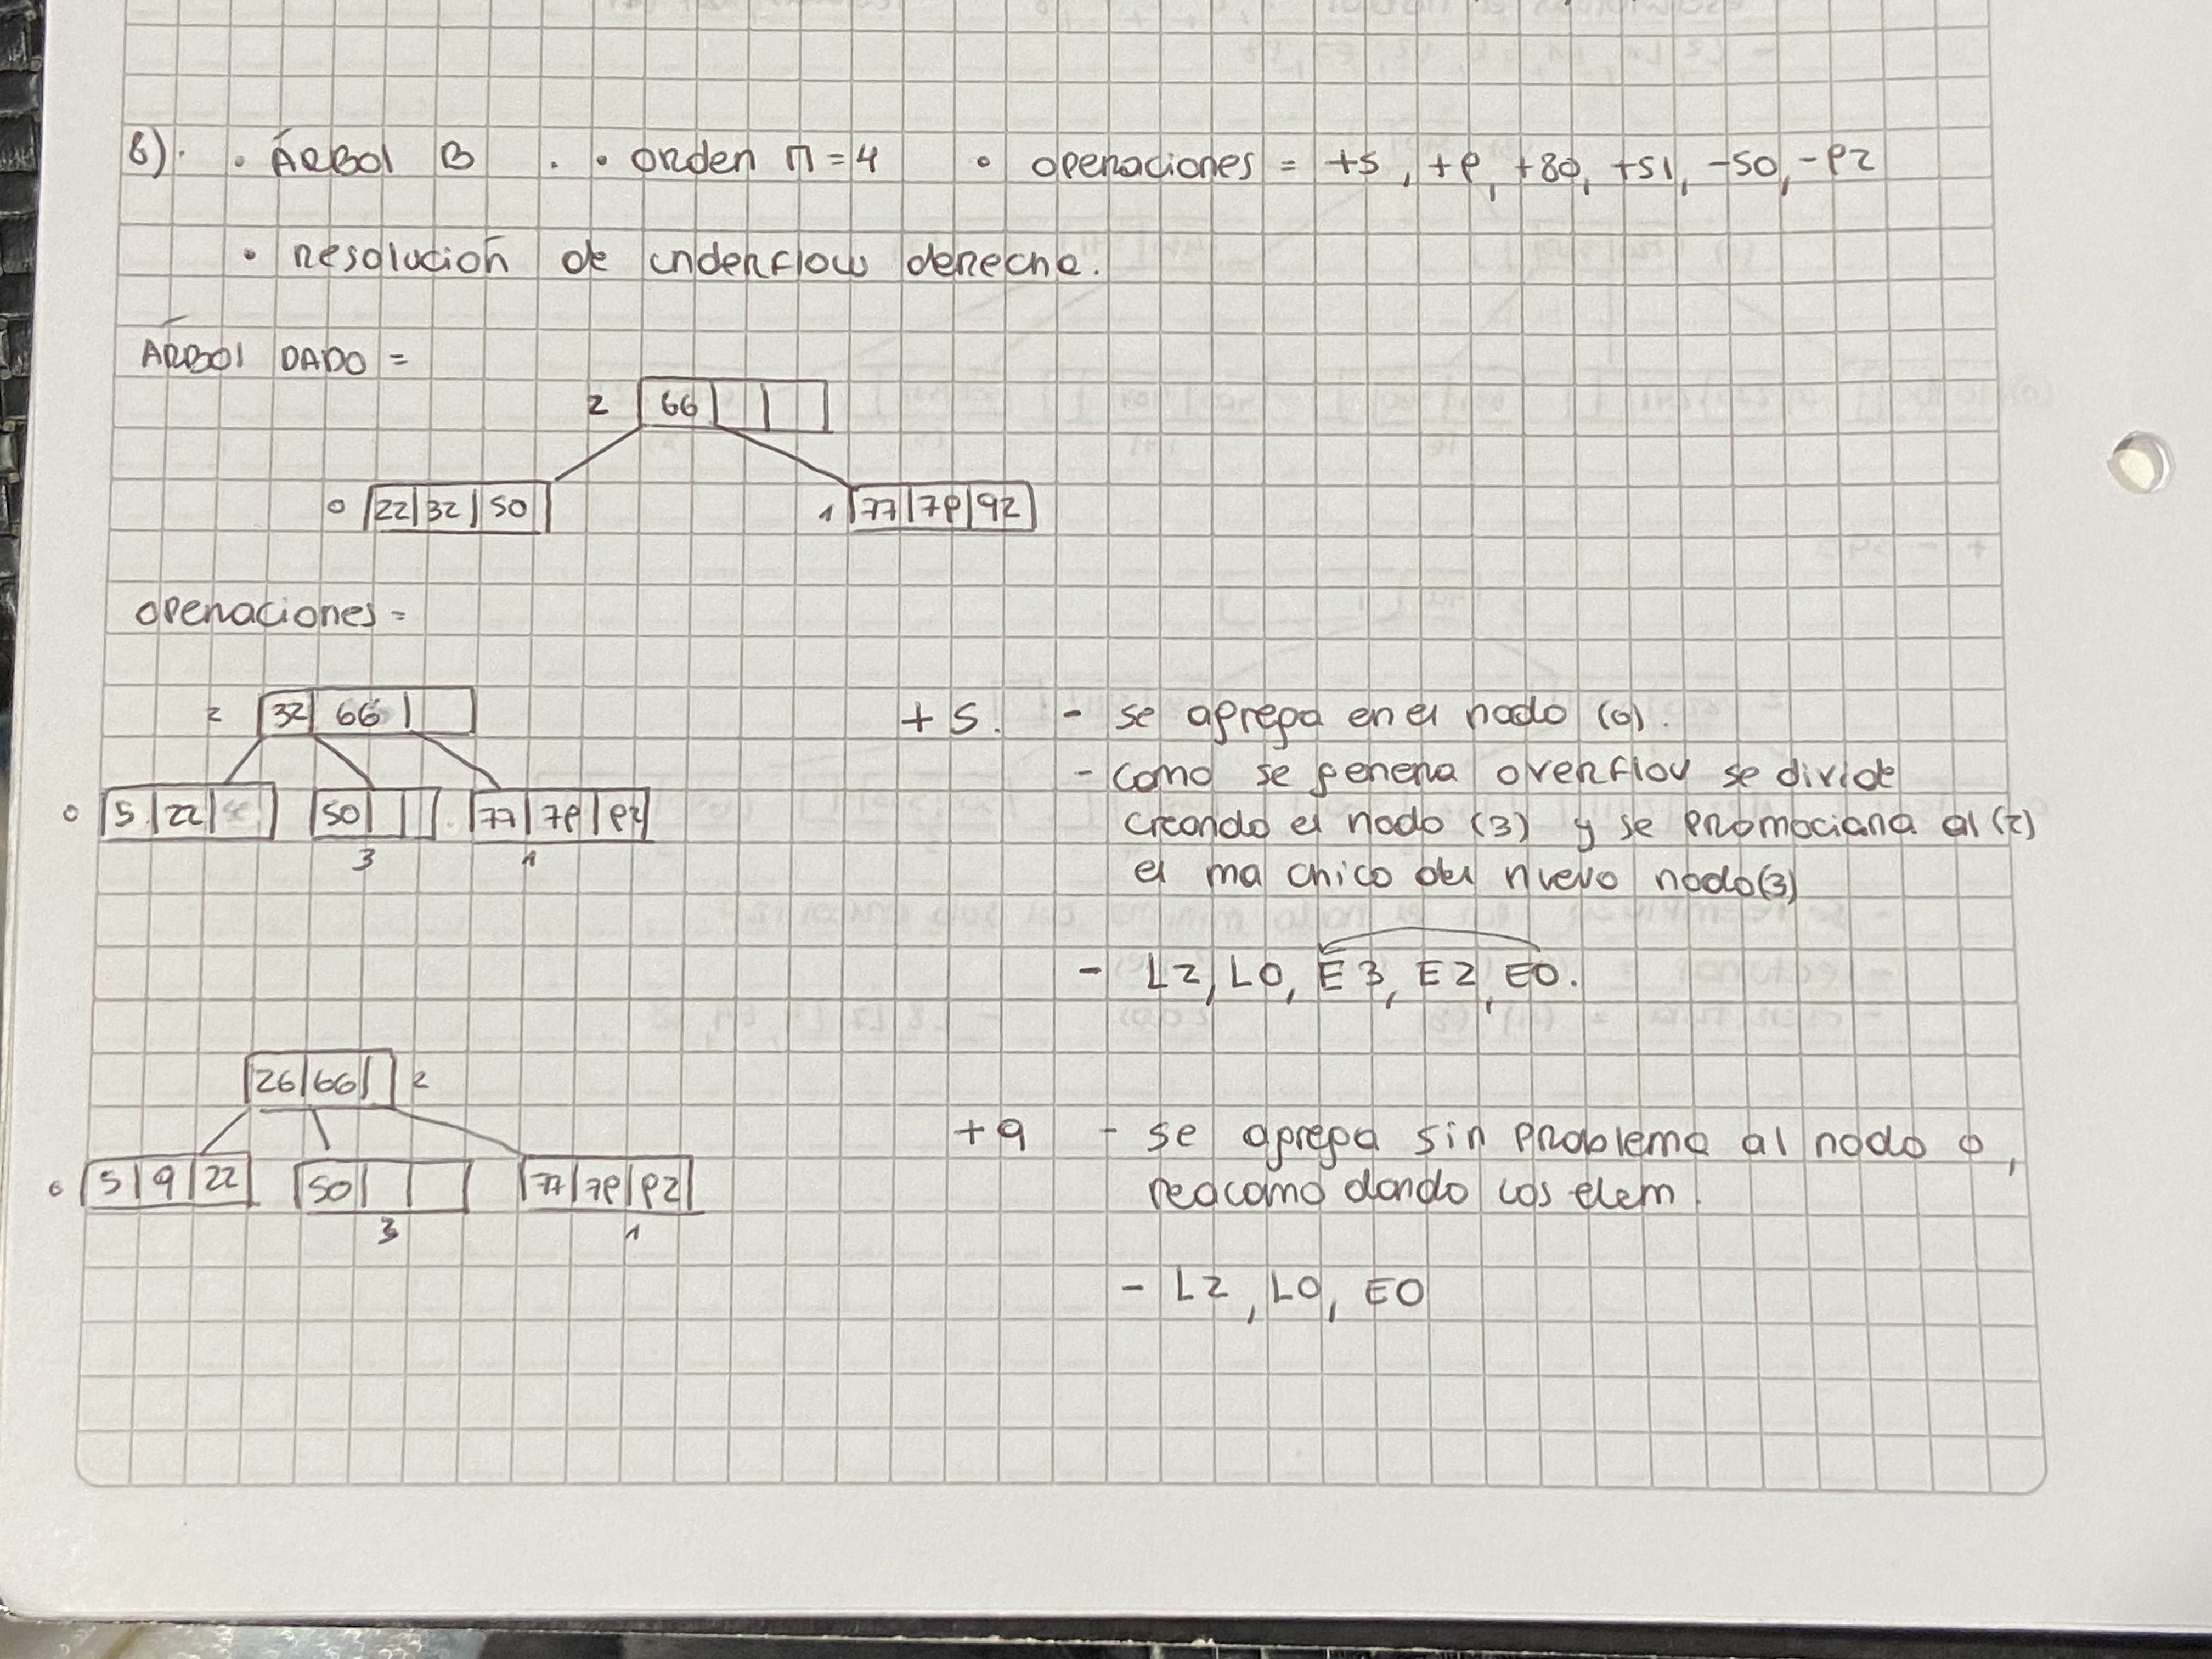 6) . • ÁRBOl B . • Orden M = 4 • operaciones = +5, +9, +80, +51, -50, -92
• resolución de underflow derecha.
ÁRBOl DADO =
2 66
0 22 32 50 1 77 79 92
operaciones =
2 32 66 +5. - se agrega en el nodo (0).
- como se genera overflow se divide
0 5 22 50 77 79 92 creando el nodo (3) y se promociona al (2)
3 1 el ma chico del nuevo nodo (3)
- L2, L0, E3, E2, E0.
26 66 2
+9 - se agrega sin problema al nodo 0,
0 5 9 22 50 77 79 92 reacomo dando los elem.
3 1
- L2, L0, E0